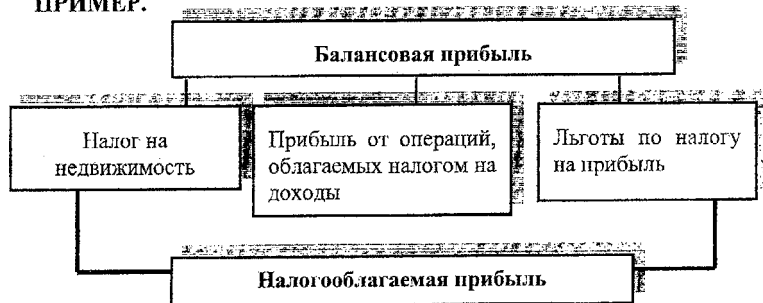 ПРИМЕР.
Балансовая прибыль
Налог на
недвижимость
Прибыль от операций,
облагаемых налогом на
доходы
Льготы по налогу
на прибыль
Налогооблагаемая прибыль